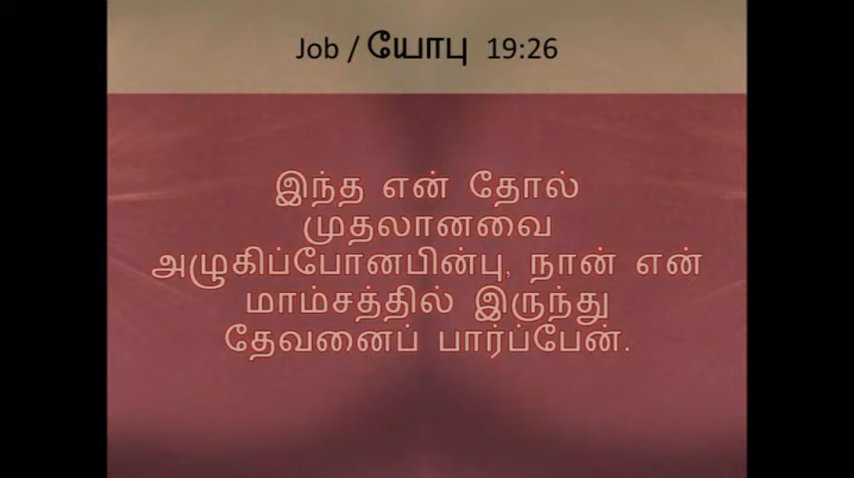 Job / யோபு 19:26
இந்த என் தோல்
முதலானவை
அழுகிப்போனபின்பு, நான் என்
மாம்சத்தில் இருந்து
தேவனைப் பார்ப்பேன்.